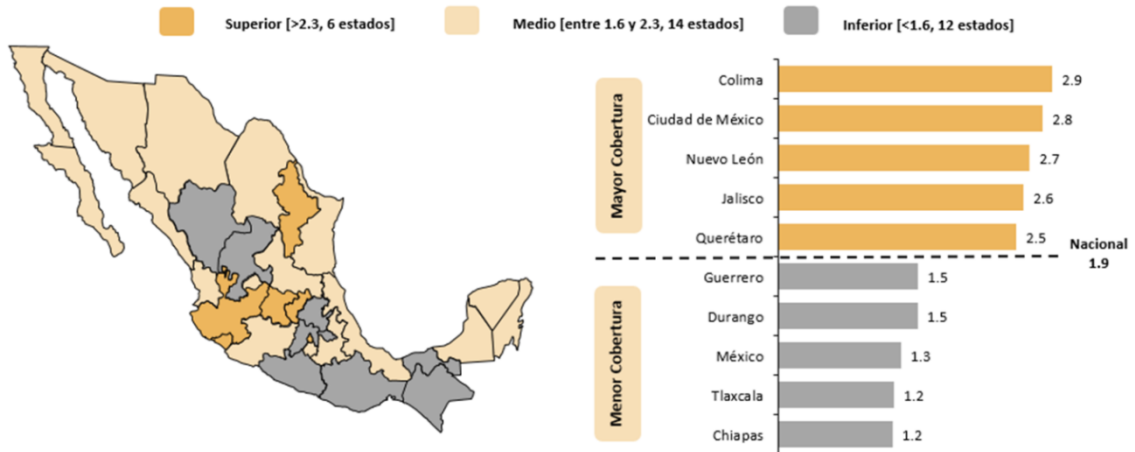 Superior [>2.3, 6 estados]
Medio [entre 1.6 y 2.3, 14 estados]
Inferior [<1.6, 12 estados]
Mayor Cobertura
Colima 2.9
Ciudad de México 2.8
Nuevo León 2.7
Jalisco 2.6
Querétaro 2.5
Nacional
1.9
Menor Cobertura
Guerrero 1.5
Durango 1.5
México 1.3
Tlaxcala 1.2
Chiapas 1.2